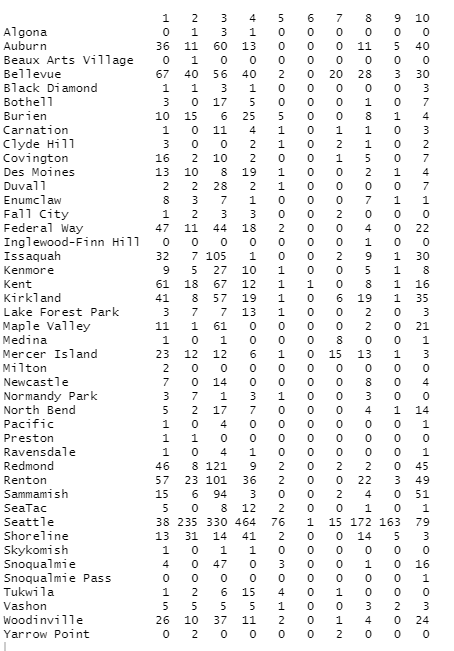 1 2 3 4 5 6 7 8 9 10
Algona 0 1 3 1 0 0 0 0 0 0
Auburn 36 11 60 13 0 0 0 11 5 40
Beaux Arts Village 0 1 0 0 0 0 0 0 0 0
Bellevue 67 40 56 40 2 0 20 28 3 30
Black Diamond 1 1 3 1 0 0 0 0 0 3
Bothell 3 0 17 5 0 0 0 1 0 7
Burien 10 15 6 25 5 0 0 8 1 4
Carnation 1 0 11 4 1 0 1 1 0 3
Clyde Hill 3 0 0 2 1 0 2 1 0 2
Covington 16 2 10 2 0 0 1 5 0 7
Des Moines 13 10 8 19 1 0 0 2 1 4
Duvall 2 2 28 2 1 0 0 0 0 7
Enumclaw 8 3 7 1 0 0 0 7 1 1
Fall City 1 2 3 3 0 0 2 0 0 0
Federal Way 47 11 44 18 2 0 0 4 0 22
Inglewood-Finn Hill 0 0 0 0 0 0 0 1 0 0
Issaquah 32 7 105 1 0 0 2 9 1 30
Kenmore 9 5 27 10 1 0 0 5 1 8
Kent 61 18 67 12 1 1 0 8 1 16
Kirkland 41 8 57 19 1 0 6 19 1 35
Lake Forest Park 3 7 7 13 1 0 0 2 0 3
Maple Valley 11 1 61 0 0 0 0 2 0 21
Medina 1 0 1 0 0 0 8 0 0 1
Mercer Island 23 12 12 6 1 0 15 13 1 3
Milton 2 0 0 0 0 0 0 0 0 0
Newcastle 7 0 14 0 0 0 0 8 0 4
Normandy Park 3 7 1 3 1 0 0 3 0 0
North Bend 5 2 17 7 0 0 0 4 1 14
Pacific 1 0 4 0 0 0 0 0 0 1
Preston 1 1 0 0 0 0 0 0 0 0
Ravensdale 1 0 4 1 0 0 0 0 0 1
Redmond 46 8 121 9 2 0 2 2 0 45
Renton 57 23 101 36 2 0 0 22 3 49
Sammamish 15 6 94 3 0 0 2 4 0 51
SeaTac 5 0 8 12 2 0 0 1 0 1
Seattle 38 235 330 464 76 1 15 172 163 79
Shoreline 13 31 14 41 2 0 0 14 5 3
Skykomish 1 0 1 1 0 0 0 0 0 0
Snoqualmie 4 0 47 0 3 0 0 1 0 16
Snoqualmie Pass 0 0 0 0 0 0 0 0 0 1
Tukwila 1 2 6 15 4 0 1 0 0 0
Vashon 5 5 5 5 1 0 0 3 2 3
Woodinville 26 10 37 11 2 0 1 4 0 24
Yarrow Point 0 2 0 0 0 0 2 0 0 0